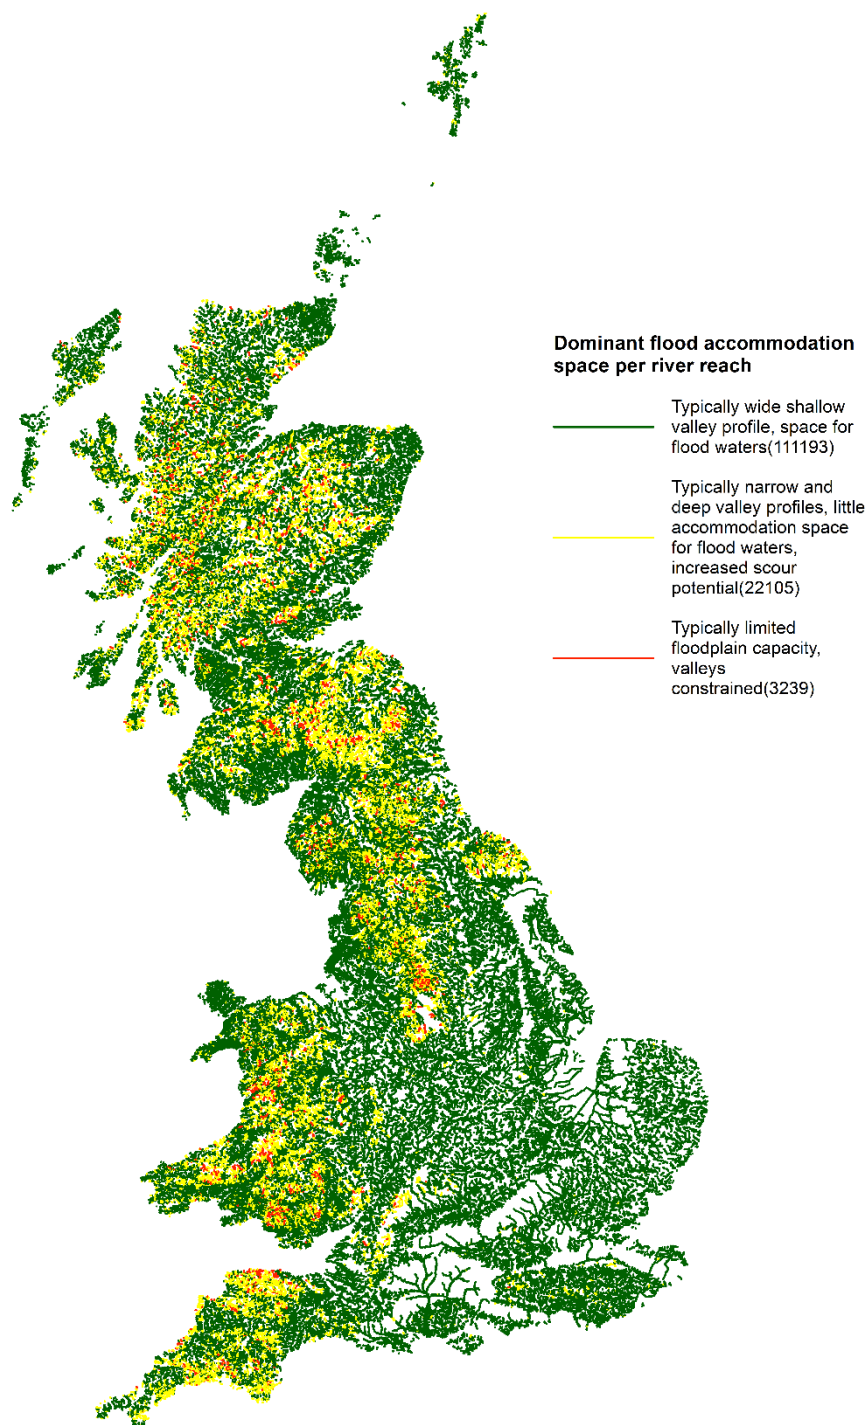 Dominant flood accommodation
space per river reach
Typically wide shallow
valley profile, space for
flood waters(111193)
Typically narrow and
deep valley profiles, little
accommodation space
for flood waters,
increased scour
potential(22105)
Typically limited
floodplain capacity,
valleys
constrained(3239)